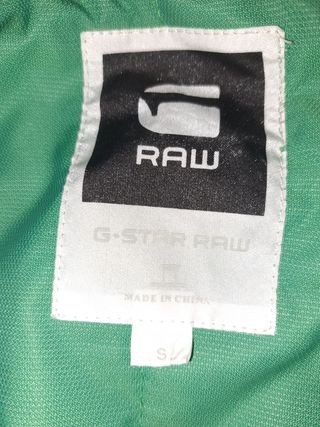 RAW
G-STAR RAW
MADE IN CHINA
S